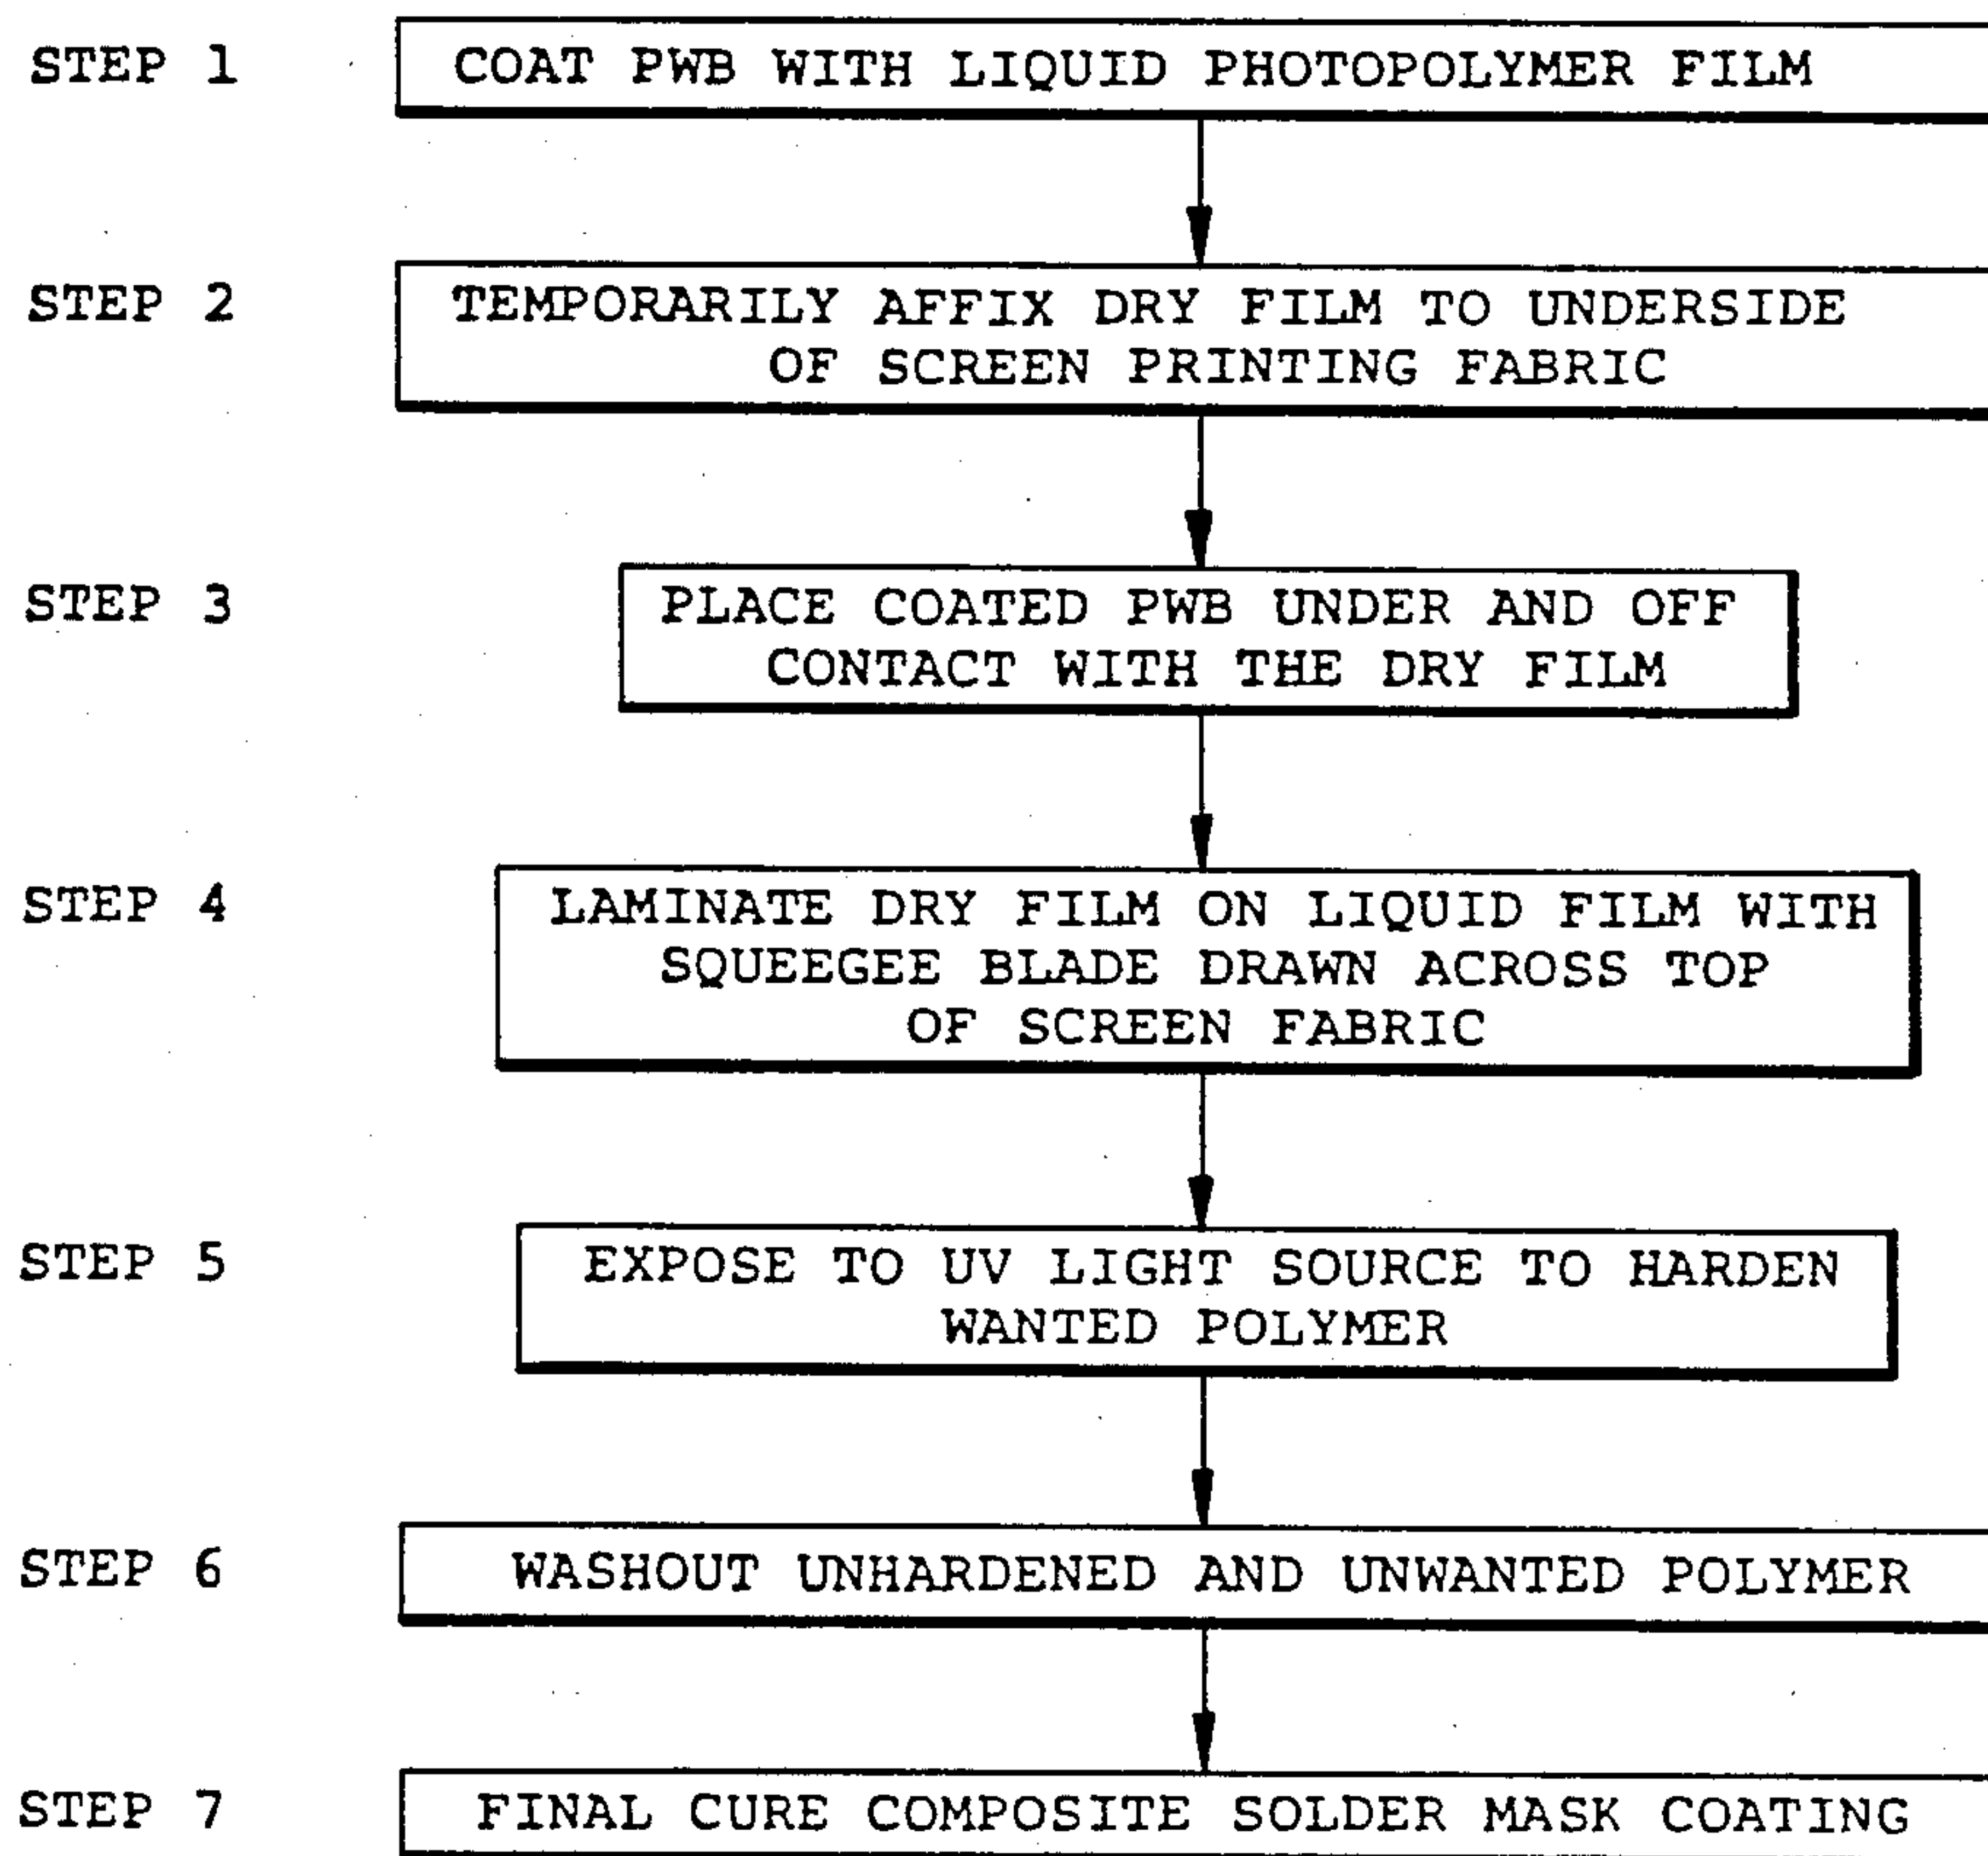 STEP 1 COAT PWB WITH LIQUID PHOTOPOLYMER FILM
STEP 2 TEMPORARILY AFFIX DRY FILM TO UNDERSIDE
OF SCREEN PRINTING FABRIC
STEP 3 PLACE COATED PWB UNDER AND OFF
CONTACT WITH THE DRY FILM
STEP 4 LAMINATE DRY FILM ON LIQUID FILM WITH
SQUEEGEE BLADE DRAWN ACROSS TOP
OF SCREEN FABRIC
STEP 5 EXPOSE TO UV LIGHT SOURCE TO HARDEN
WANTED POLYMER
STEP 6 WASHOUT UNHARDENED AND UNWANTED POLYMER
STEP 7 FINAL CURE COMPOSITE SOLDER MASK COATING